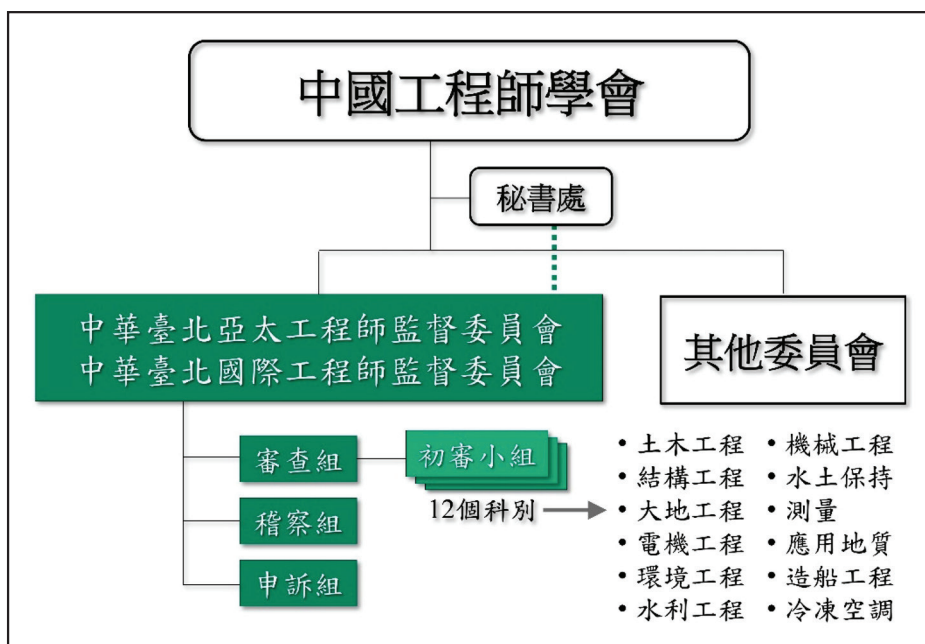 中國工程師學會
秘書處
中華臺北亞太工程師監督委員會
中華臺北國際工程師監督委員會
其他委員會
審查組
初審小組
12個科別
稽察組
申訴組
• 土木工程
• 結構工程
• 大地工程
• 電機工程
• 環境工程
• 水利工程
• 機械工程
• 水土保持
• 測量
• 應用地質
• 造船工程
• 冷凍空調